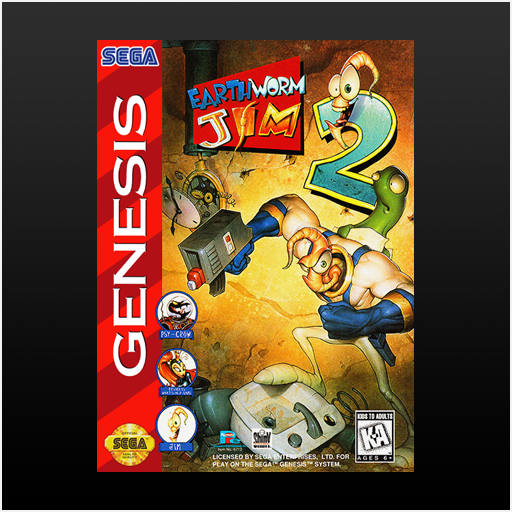 SEGA
EARTHWORM
JIM
2
GENESIS
PSY-CROW
JIM
SEGA
KIDS TO ADULTS
K-A
AGES 6+
LICENSED BY SEGA ENTERPRISES, LTD. FOR
PLAY ON THE SEGA™ GENESIS™ SYSTEM.